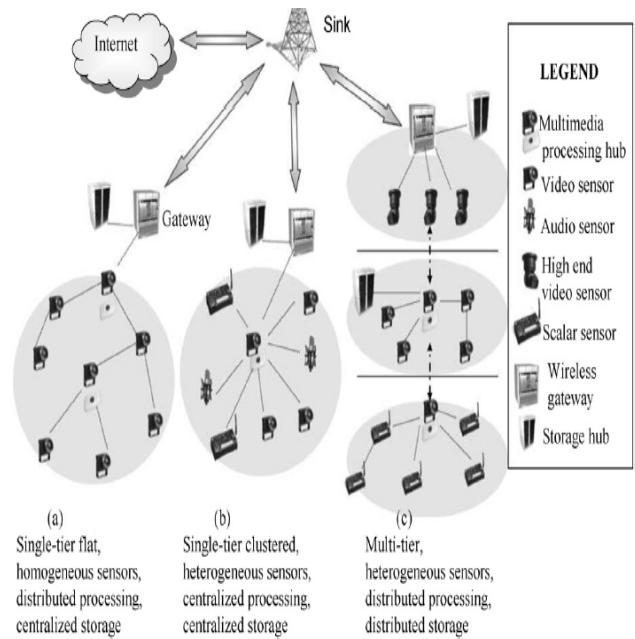 Internet
Sink
Gateway
LEGEND
Multimedia
processing hub
Video sensor
Audio sensor
High end
video sensor
Scalar sensor
Wireless
gateway
Storage hub
(a)
Single-tier flat,
homogeneous sensors,
distributed processing,
centralized storage
(b)
Single-tier clustered,
heterogeneous sensors,
centralized processing,
centralized storage
(c)
Multi-tier,
heterogeneous sensors,
distributed processing,
distributed storage